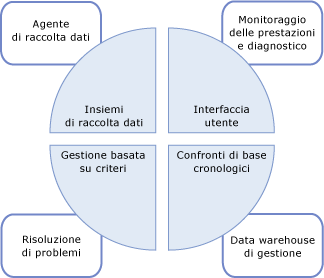 Agente
di raccolta dati
Monitoraggio
delle prestazioni
e diagnostico
Insiemi
di raccolta dati
Interfaccia
utente
Gestione basata
su criteri
Confronti di base
cronologici
Risoluzione
di problemi
Data warehouse
di gestione